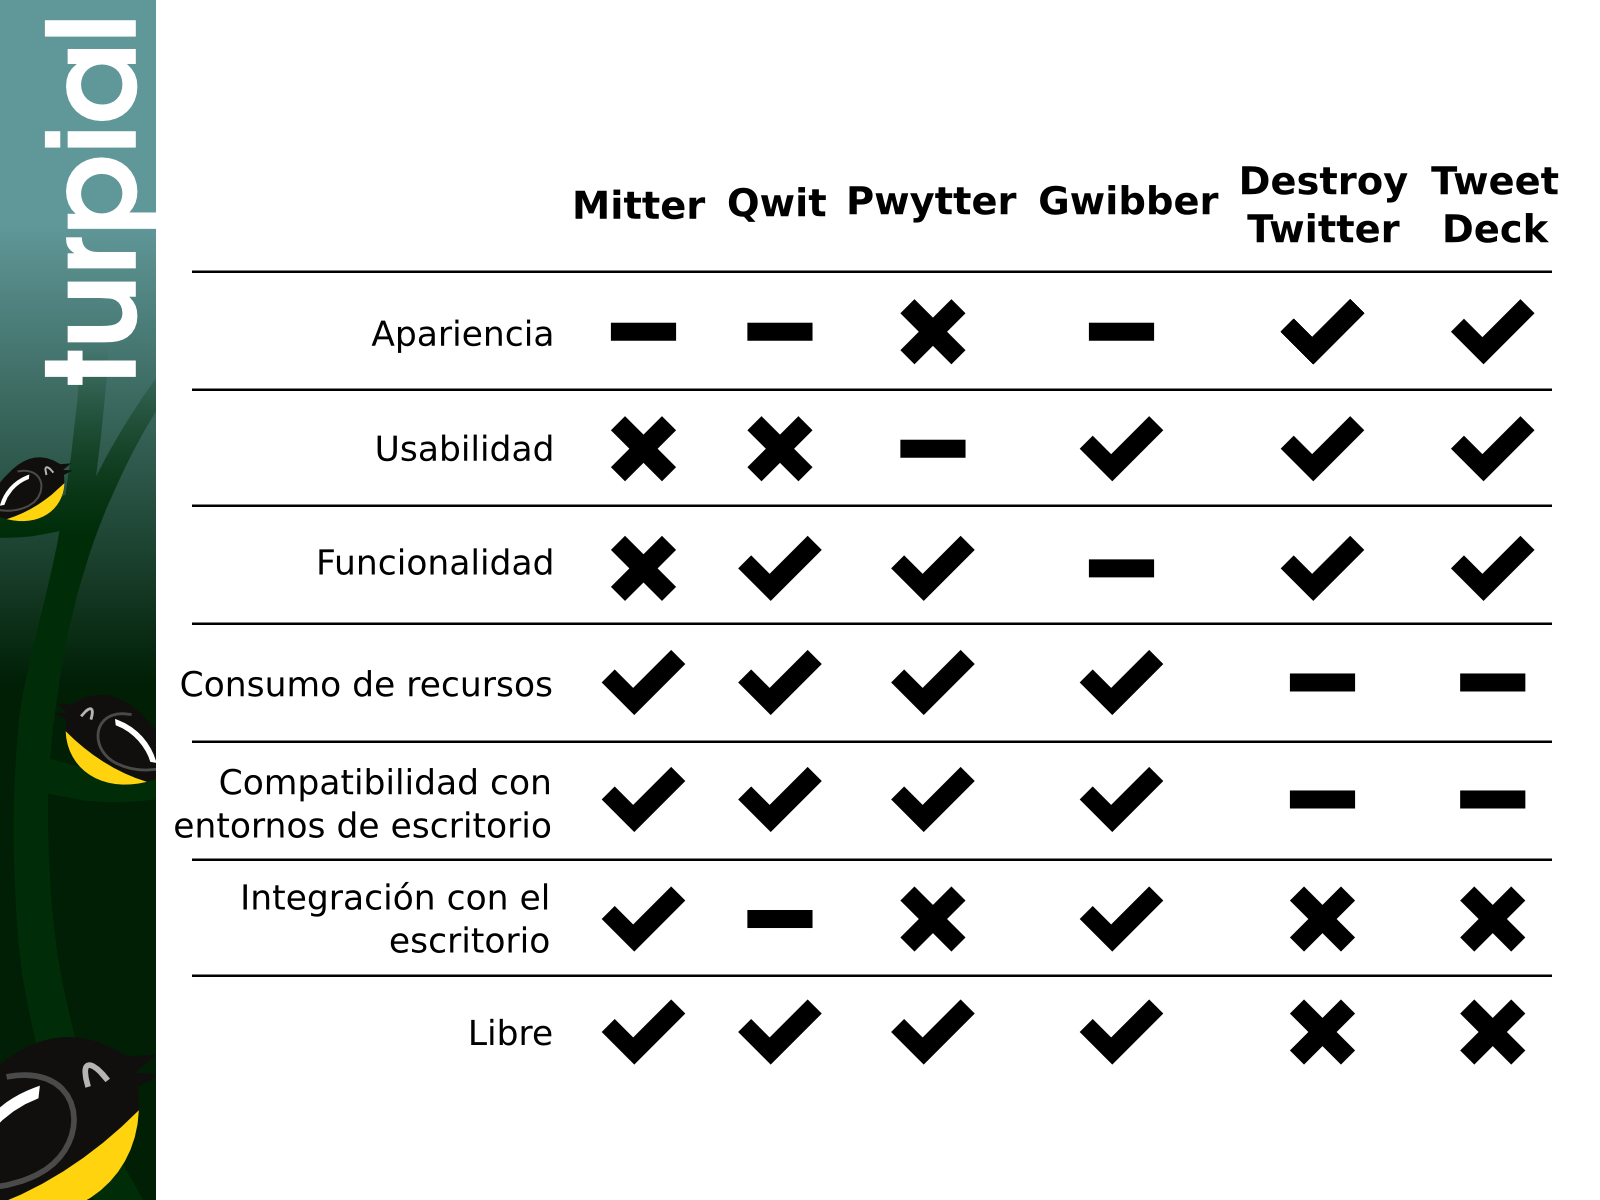 turpial
Mitter Qwit Pwytter Gwibber Destroy Twitter Tweet Deck
Apariencia
Usabilidad
Funcionalidad
Consumo de recursos
Compatibilidad con
entornos de escritorio
Integración con el
escritorio
Libre